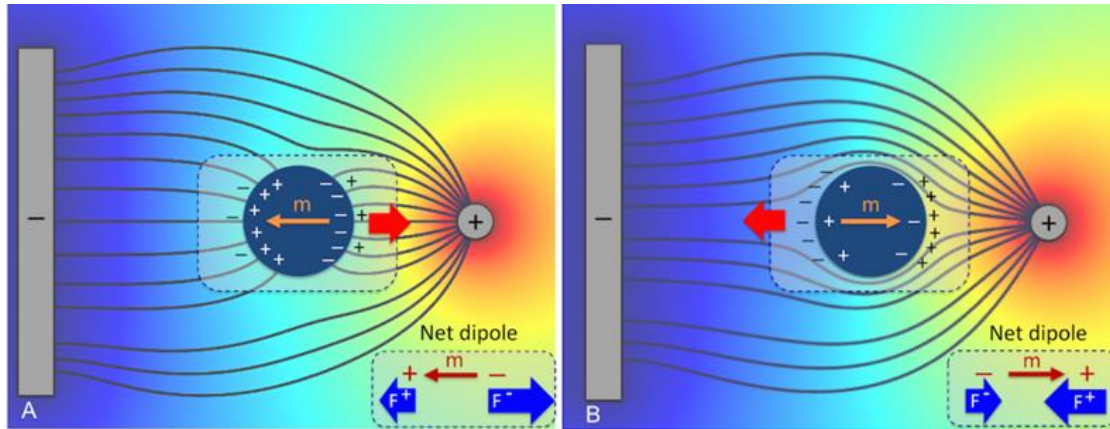 −
m
+
Net dipole
m
+ −
F⁺ F⁻
A
−
m
+
Net dipole
m
− +
F⁻ F⁺
B